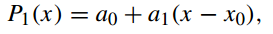 P₁(x) = a₀ + a₁(x − x₀),